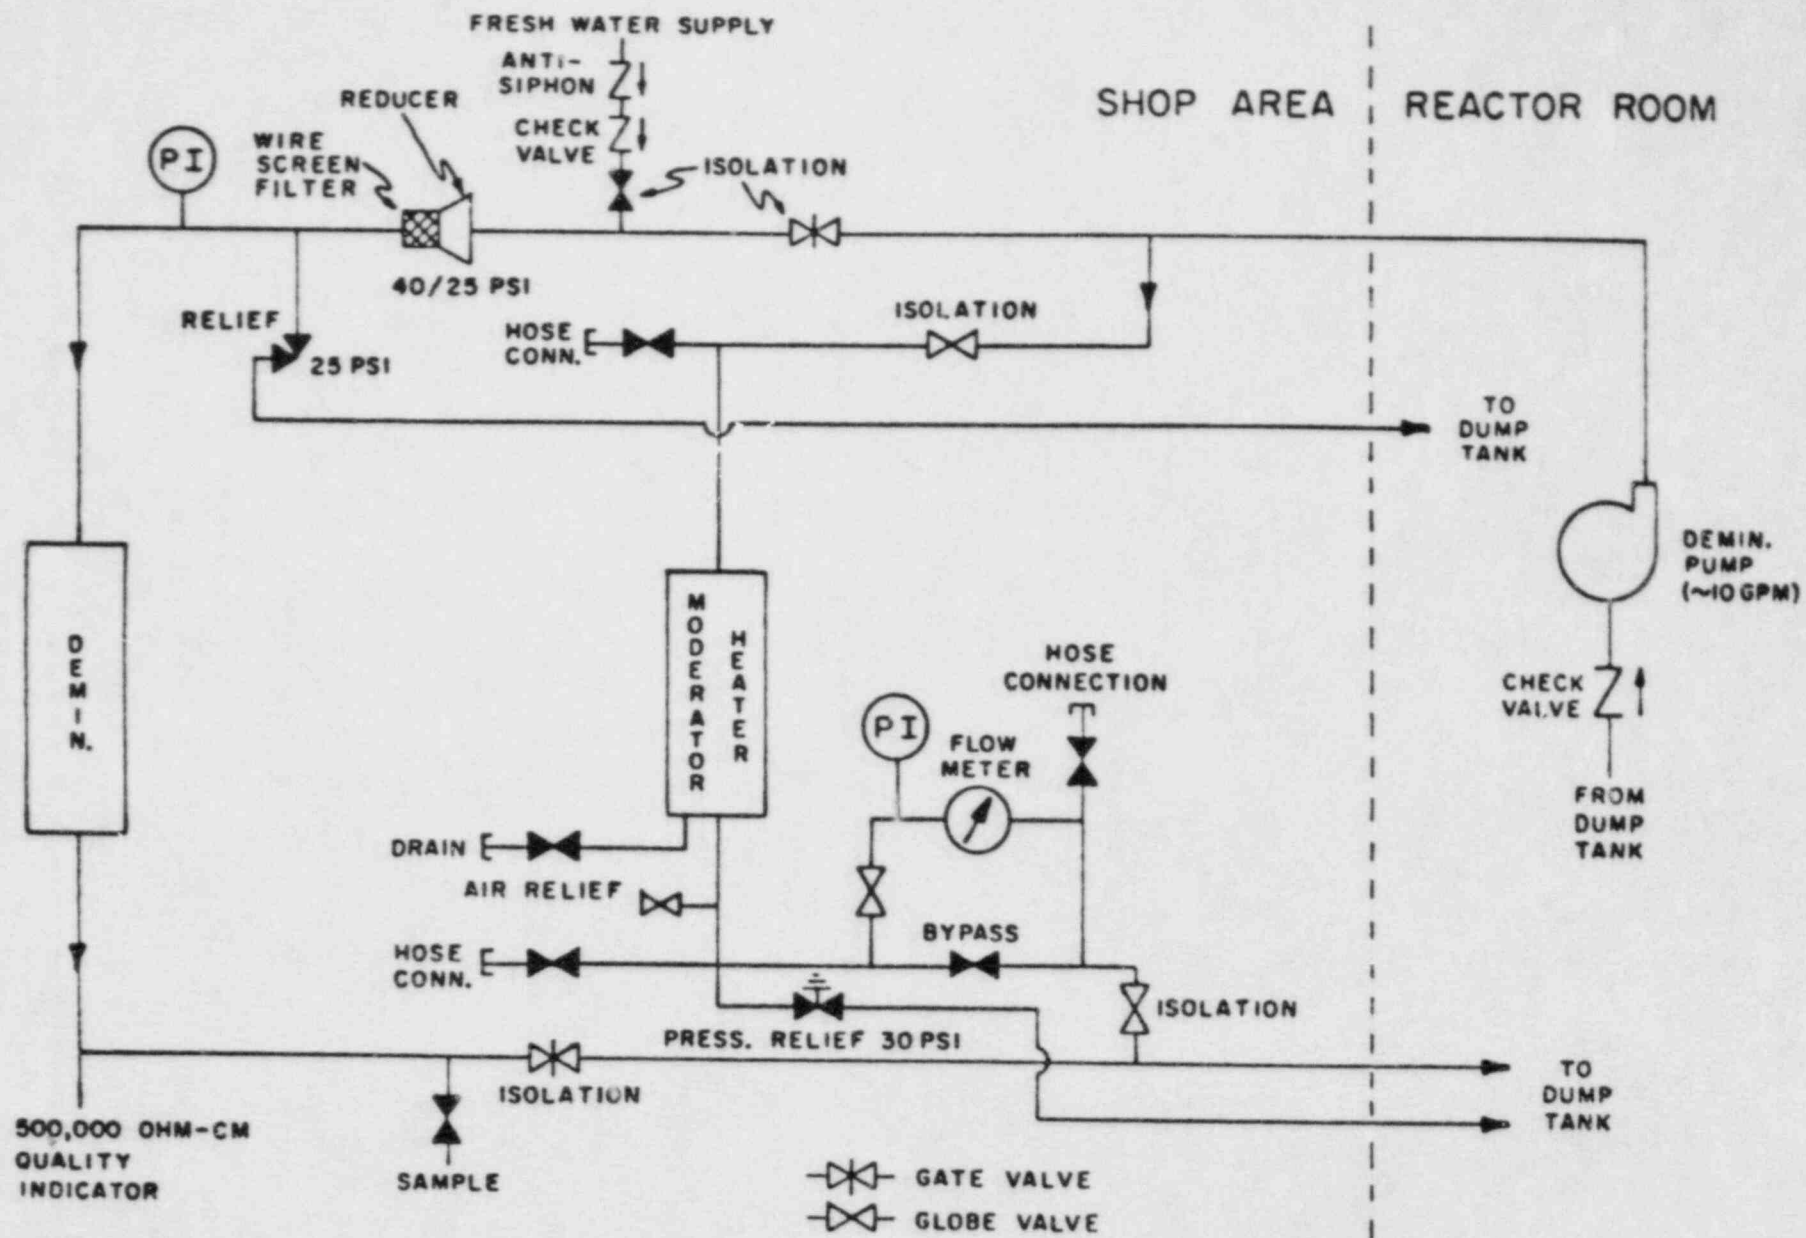 FRESH WATER SUPPLY
ANTI-
SIPHON
CHECK
VALVE
REDUCER
WIRE
SCREEN
FILTER
PI
ISOLATION
SHOP AREA
REACTOR ROOM
40/25 PSI
RELIEF
25 PSI
HOSE
CONN.
ISOLATION
TO
DUMP
TANK
DEMIN.
PUMP
(~10 GPM)
CHECK
VALVE
FROM
DUMP
TANK
DEMIN.
MODERATOR
HEATER
HOSE
CONNECTION
PI
FLOW
METER
DRAIN
AIR RELIEF
HOSE
CONN.
BYPASS
ISOLATION
PRESS. RELIEF 30 PSI
ISOLATION
TO
DUMP
TANK
500,000 OHM-CM
QUALITY
INDICATOR
SAMPLE
GATE VALVE
GLOBE VALVE